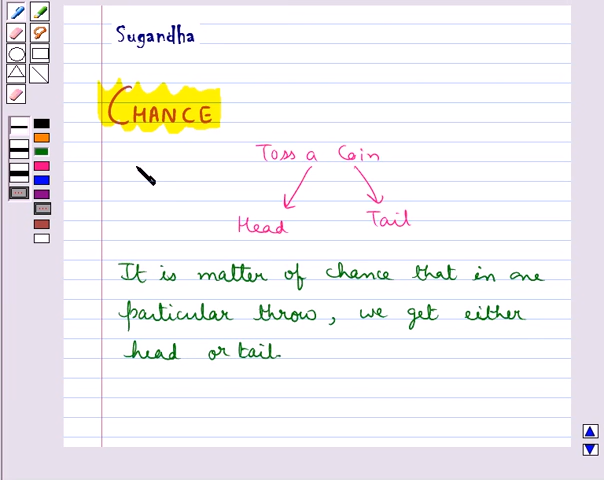 Sugandha
CHANCE
Toss a Coin
Head Tail
It is matter of chance that in one
particular throw, we get either
head or tail.